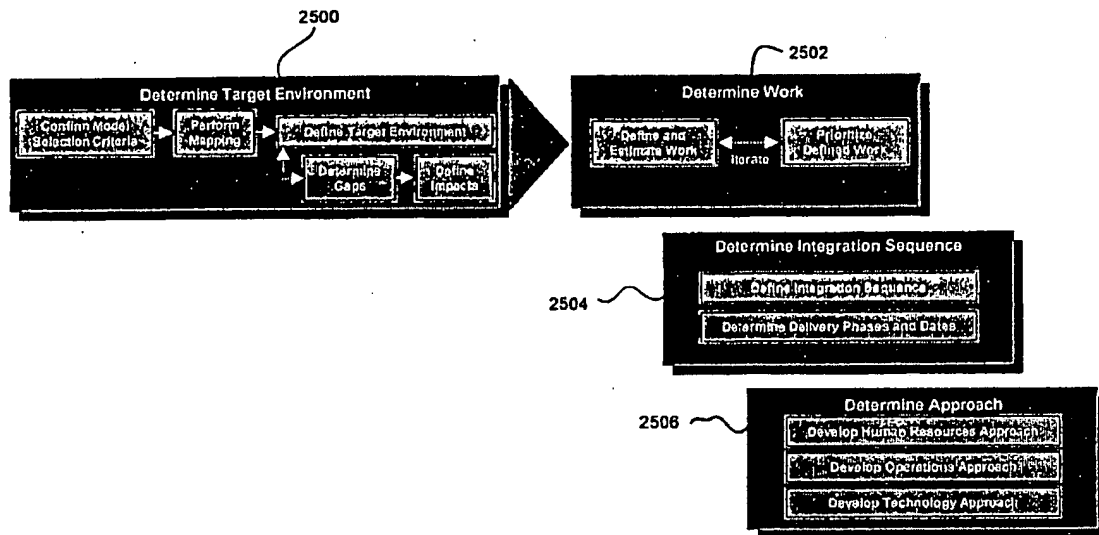 2500
Determine Target Environment
Confirm Model
Selection Criteria
Perform
Mapping
Define Target Environment
Determine
Gaps
Define
Impacts
2502
Determine Work
Define and
Estimate Work
Iterate
Prioritize
Defined Work
Determine Integration Sequence
2504
Define Integration Sequence
Determine Delivery Phases and Dates
2506
Determine Approach
Develop Human Resources Approach
Develop Operations Approach
Develop Technology Approach